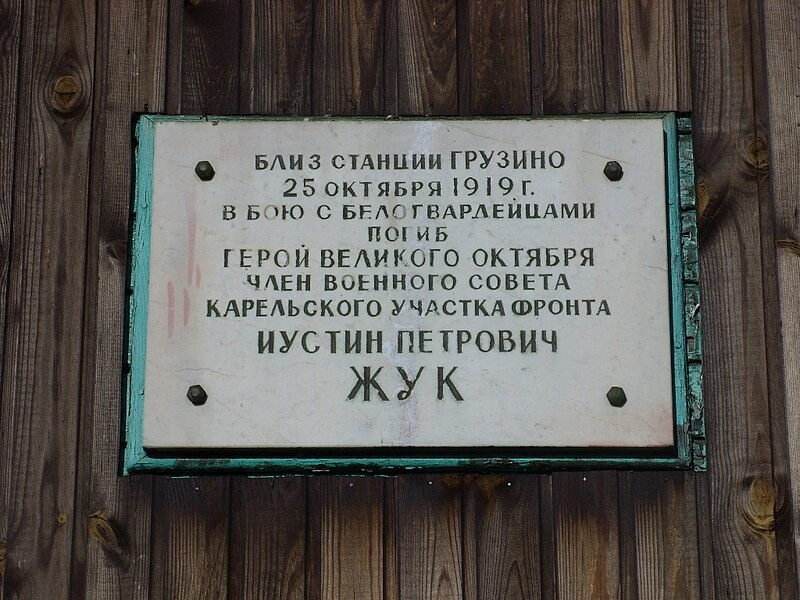 БЛИЗ СТАНЦИИ ГРУЗИНО
25 ОКТЯБРЯ 1919 Г.
В БОЮ С БЕЛОГВАРДЕЙЦАМИ
ПОГИБ
ГЕРОЙ ВЕЛИКОГО ОКТЯБРЯ
ЧЛЕН ВОЕННОГО СОВЕТА
КАРЕЛЬСКОГО УЧАСТКА ФРОНТА
ИУСТИН ПЕТРОВИЧ
ЖУК